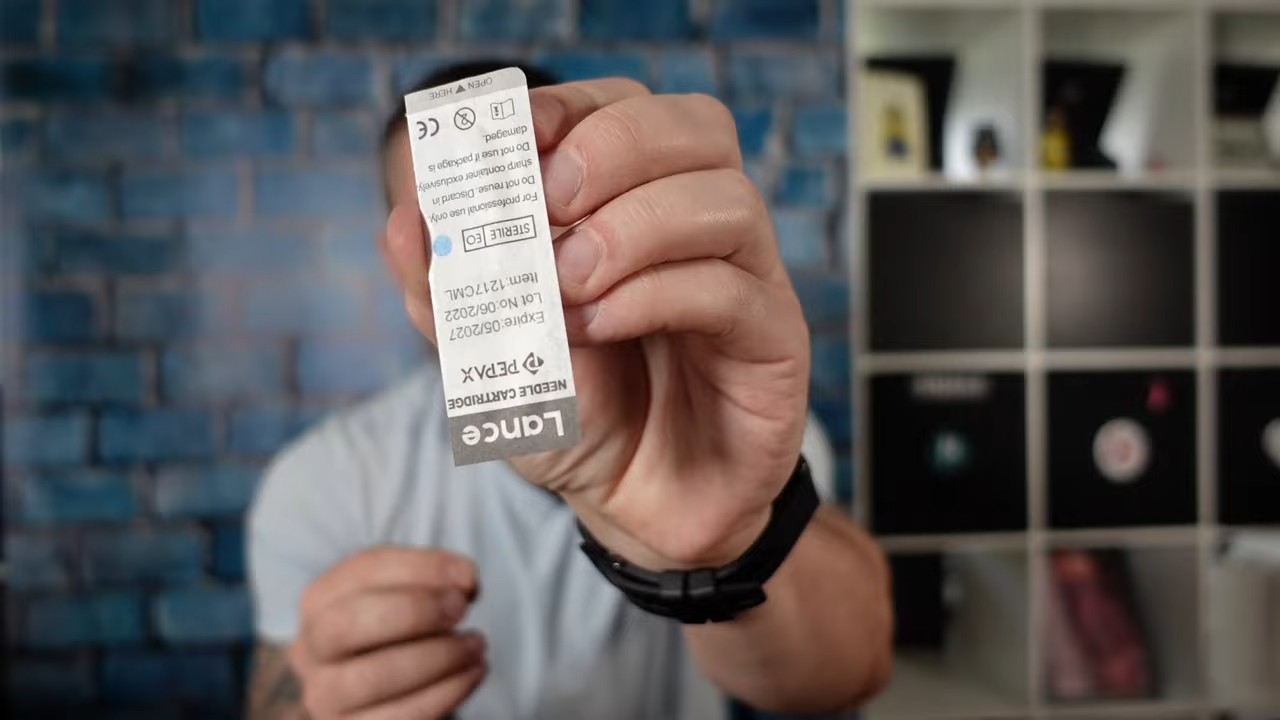 Lance
NEEDLE CARTRIDGE
PEPAX
Expire:05/2027
Lot No:06/2022
Item:1217CML
STERILE EO
For professional use only.
Do not reuse. Discard in
sharp container exclusively.
Do not use if package is
damaged.
CE
OPEN HERE